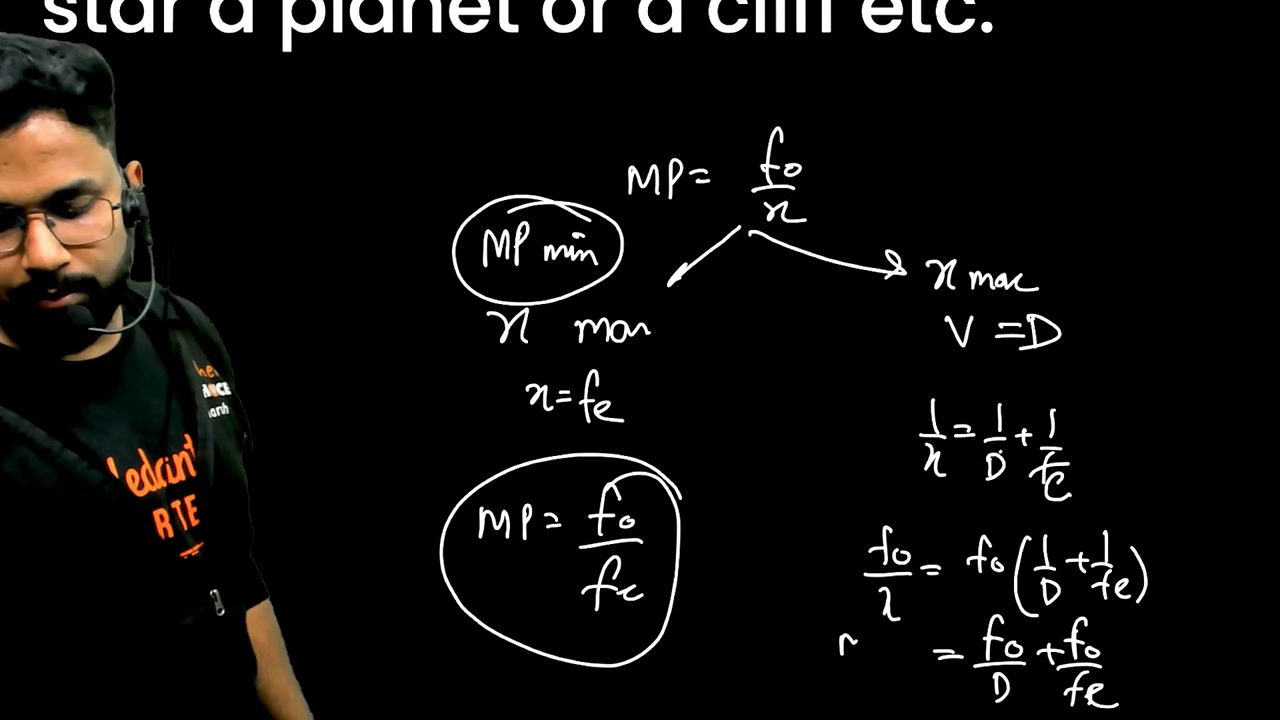 star a planet or a cliff etc.
MP = fo/x
MP min
x max
x = fe
MP = fo/fe
x max
V = D
1/x = 1/D + 1/fe
fo/x = fo(1/D + 1/fe)
= fo/D + fo/fe
RTE